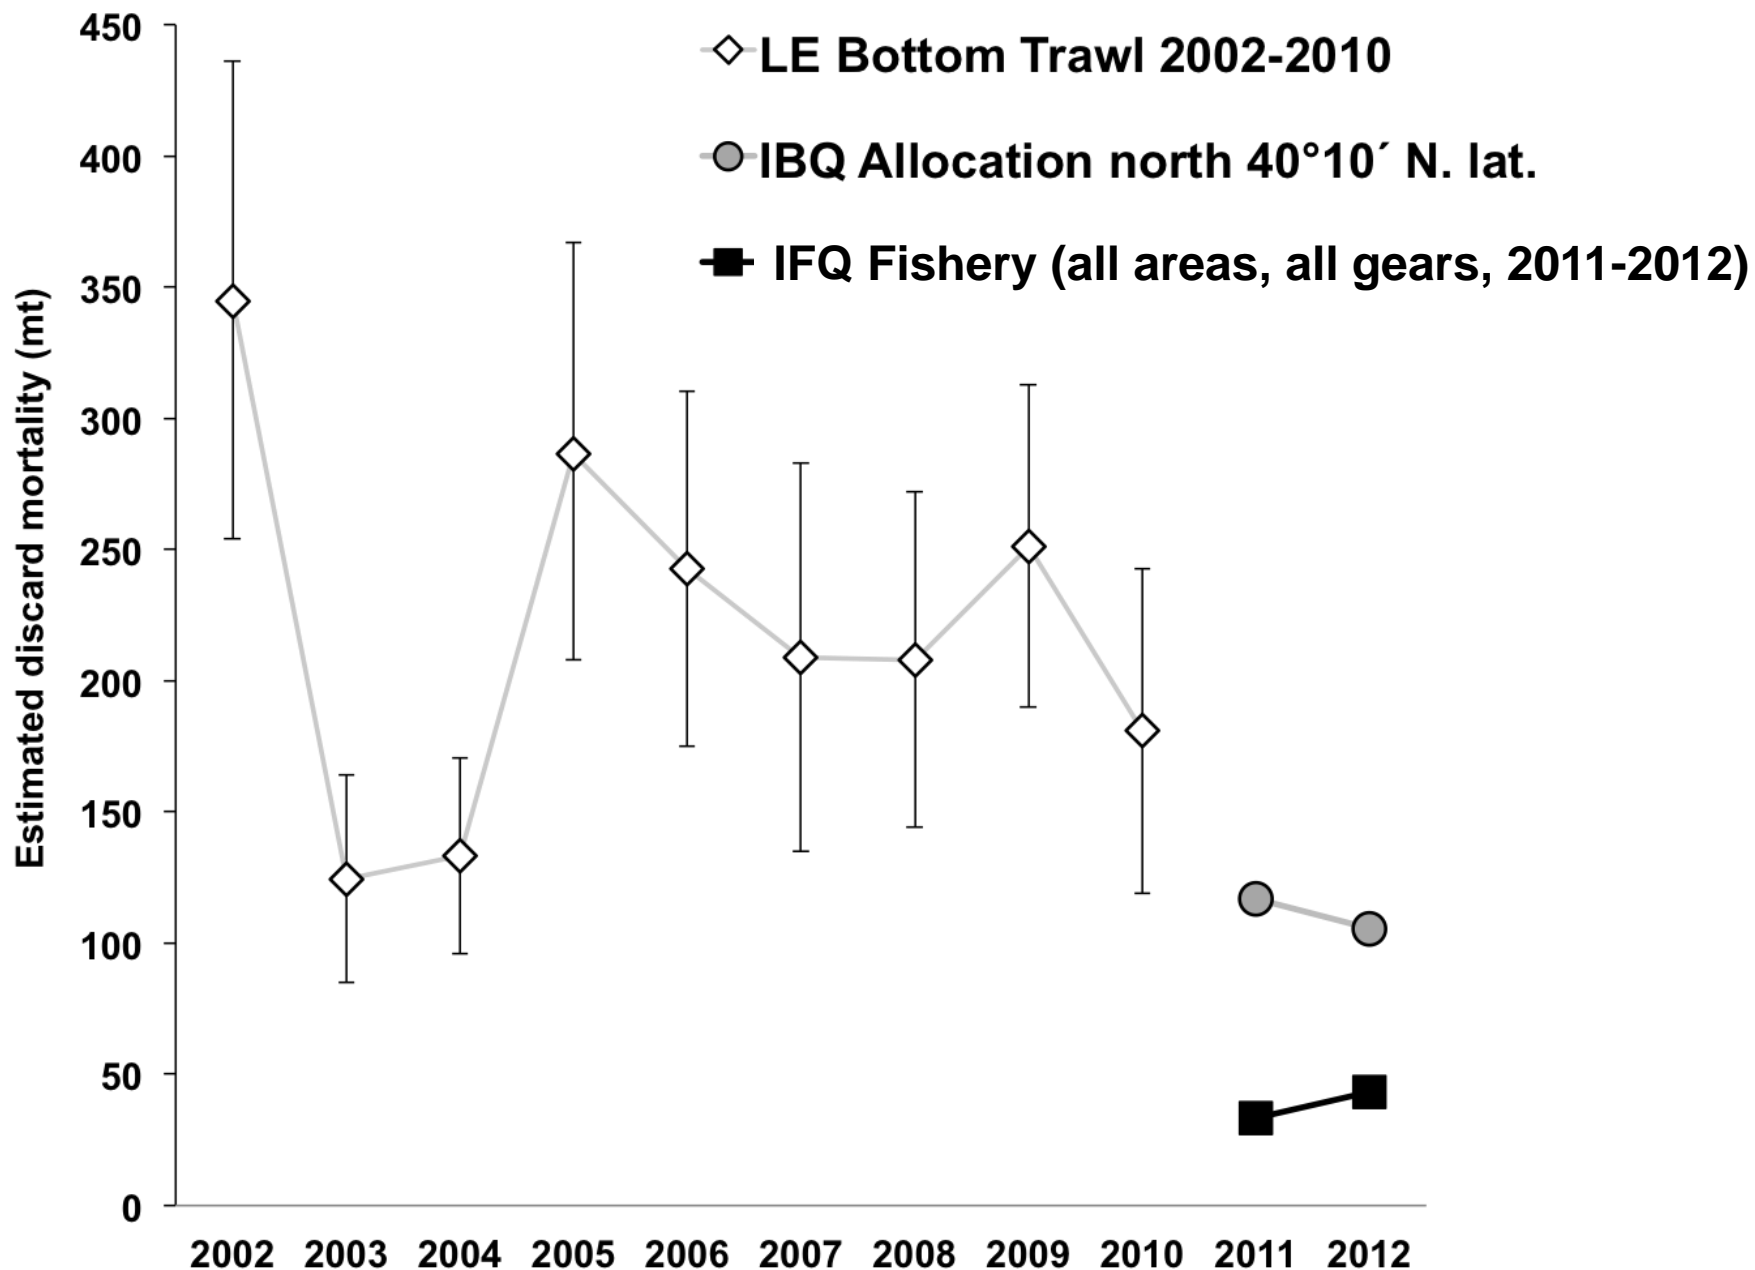 450
400
350
300
250
200
150
100
50
0
Estimated discard mortality (mt)
LE Bottom Trawl 2002-2010
IBQ Allocation north 40°10´ N. lat.
IFQ Fishery (all areas, all gears, 2011-2012)
2002 2003 2004 2005 2006 2007 2008 2009 2010 2011 2012